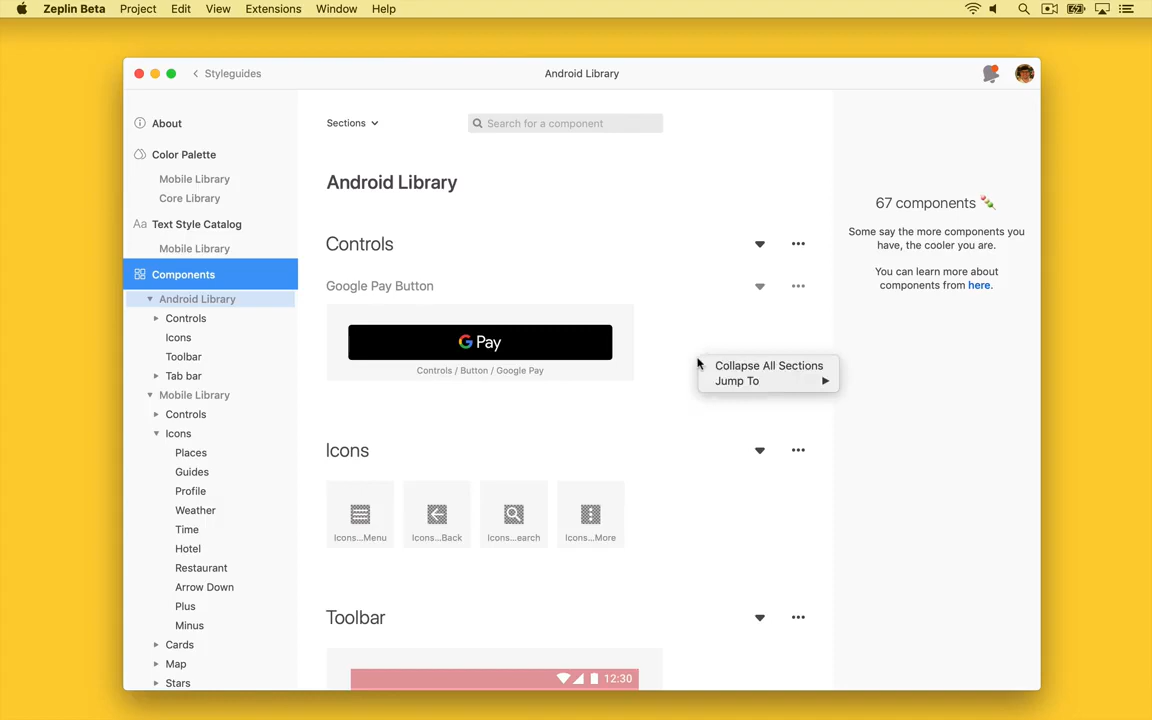 Zeplin Beta Project Edit View Extensions Window Help
Styleguides
Android Library
About
Color Palette
Mobile Library
Core Library
Aa Text Style Catalog
Mobile Library
Components
Android Library
Controls
Icons
Toolbar
Tab bar
Mobile Library
Controls
Icons
Places
Guides
Profile
Weather
Time
Hotel
Restaurant
Arrow Down
Plus
Minus
Cards
Map
Stars
Sections
Search for a component
Android Library
Controls
Google Pay Button
G Pay
Controls / Button / Google Pay
Collapse All Sections
Jump To
Icons
Icons...Menu
Icons...Back
Icons...earch
Icons...More
Toolbar
12:30
67 components
Some say the more components you
have, the cooler you are.
You can learn more about
components from here.